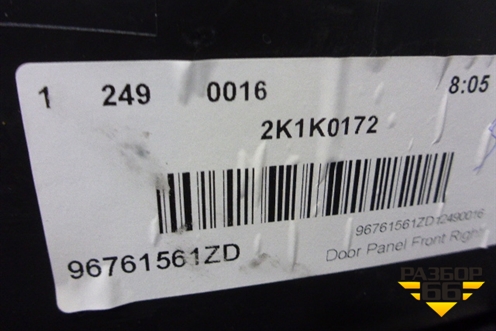 1 249 0016 8:05
2K1K0172
96761561ZD12490016
96761561ZD
Door Panel Front Right
РАЗБОР
66